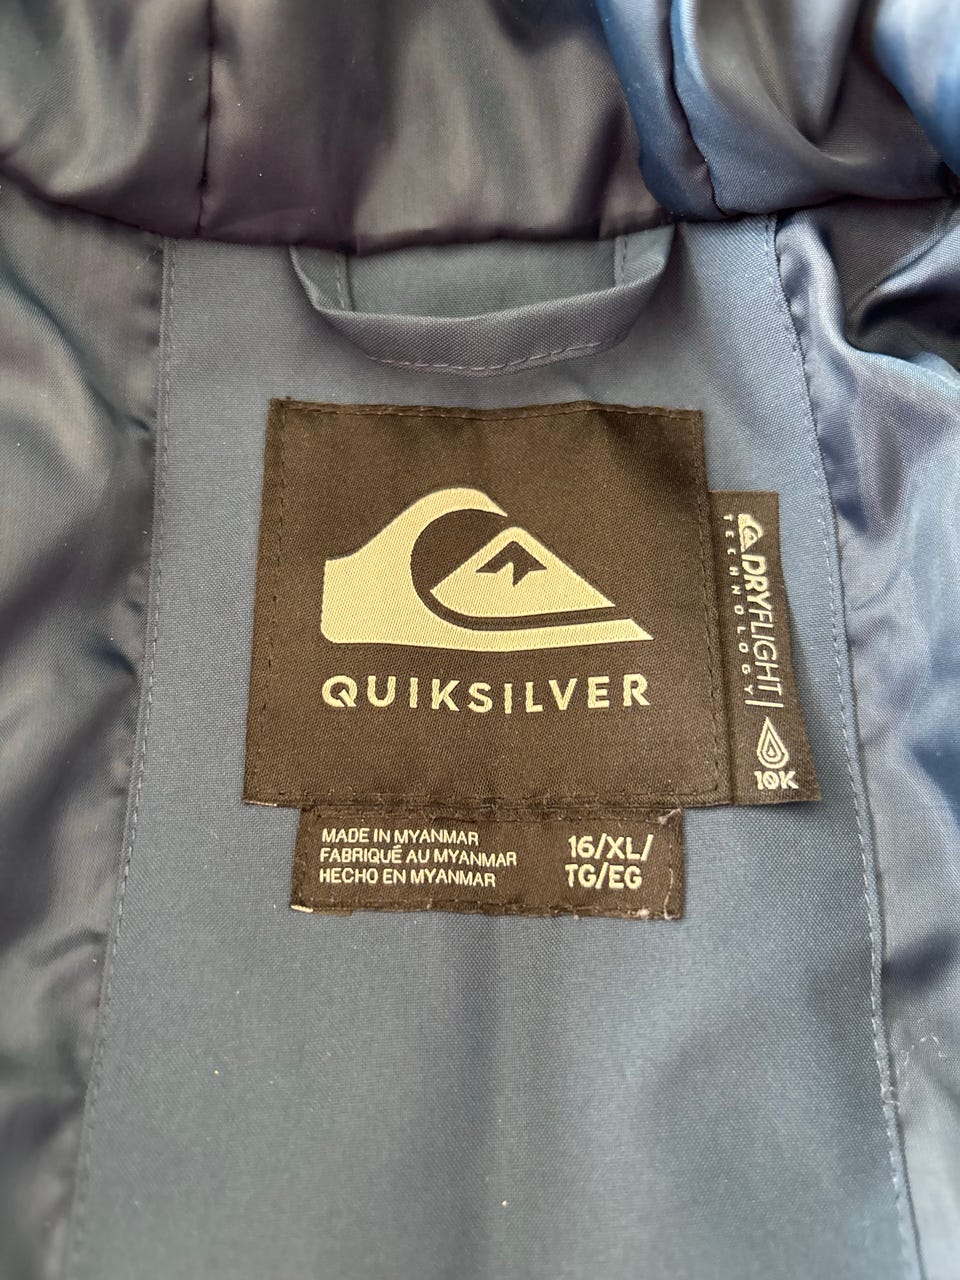 QUIKSILVER
DRYFLIGHT
TECHNOLOGY
10K
MADE IN MYANMAR
FABRIQUÉ AU MYANMAR
HECHO EN MYANMAR
16/XL/
TG/EG